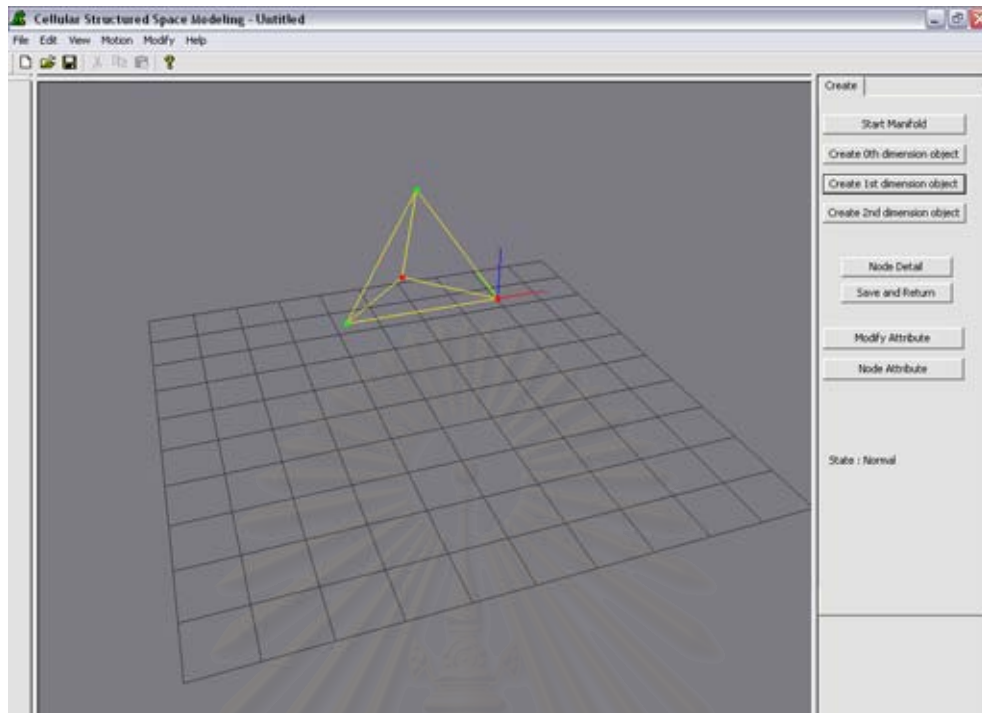 Cellular Structured Space Modeling - Untitled
File Edit View Motion Modify Help
Create
Start Manifold
Create 0th dimension object
Create 1st dimension object
Create 2nd dimension object
Node Detail
Save and Return
Modify Attribute
Node Attribute
State : Normal